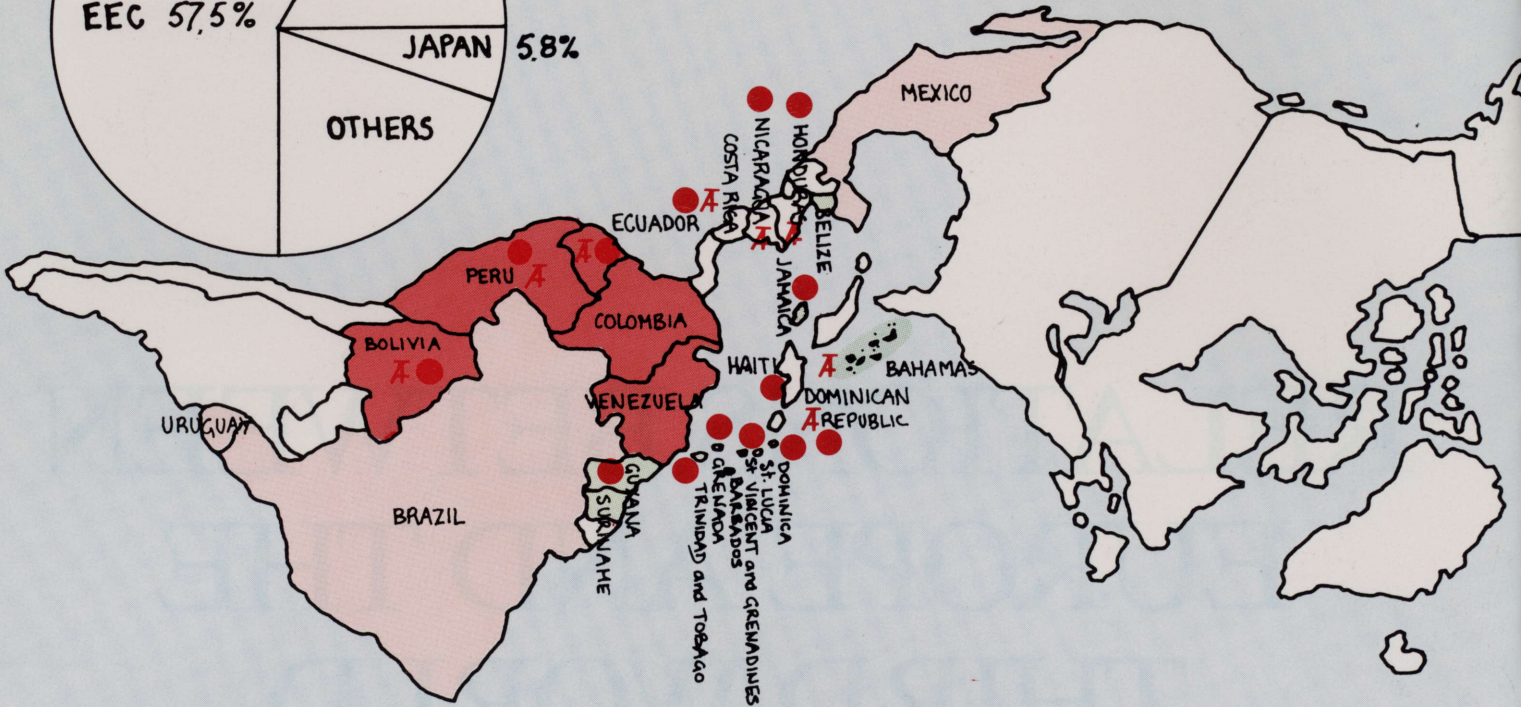 EEC 57,5%
JAPAN 5.8%
OTHERS
MEXICO
NICARAGUA
HONDURAS
COSTA RICA
BELIZE
ECUADOR
PERU
JAMAICA
COLOMBIA
BOLIVIA
HAITI
BAHAMAS
DOMINICAN
REPUBLIC
VENEZUELA
URUGUAY
GUYANA
SURINAME
BRAZIL
TRINIDAD and TOBAGO
GRENADA
BARBADOS
St VINCENT and GRENADINES
St. LUCIA
DOMINICA